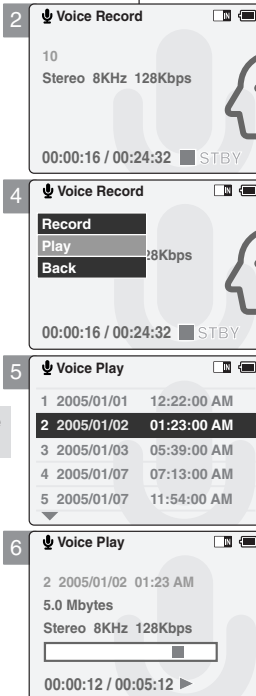 2
Voice Record
IN
10
Stereo 8KHz 128Kbps
00:00:16 / 00:24:32 STBY
4
Voice Record
IN
Record
Play
28Kbps
Back
00:00:16 / 00:24:32 STBY
5
Voice Play
IN
1 2005/01/01 12:22:00 AM
2 2005/01/02 01:23:00 AM
3 2005/01/03 05:39:00 AM
4 2005/01/07 07:13:00 AM
5 2005/01/07 11:54:00 AM
6
Voice Play
IN
2 2005/01/02 01:23 AM
5.0 Mbytes
Stereo 8KHz 128Kbps
00:00:12 / 00:05:12